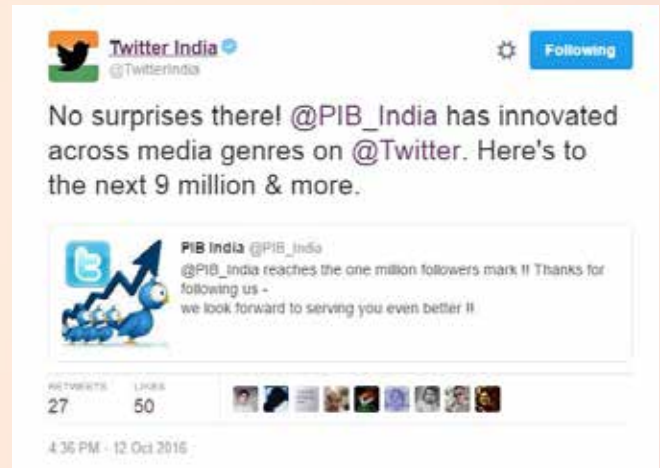 Twitter India
@TwitterIndia
Following
No surprises there! @PIB_India has innovated
across media genres on @Twitter. Here's to
the next 9 million & more.
PIB India @PIB_India
@PIB_India reaches the one million followers mark !! Thanks for
following us -
we look forward to serving you even better !!
RETWEETS LIKES
27 50
4:36 PM - 12 Oct 2016